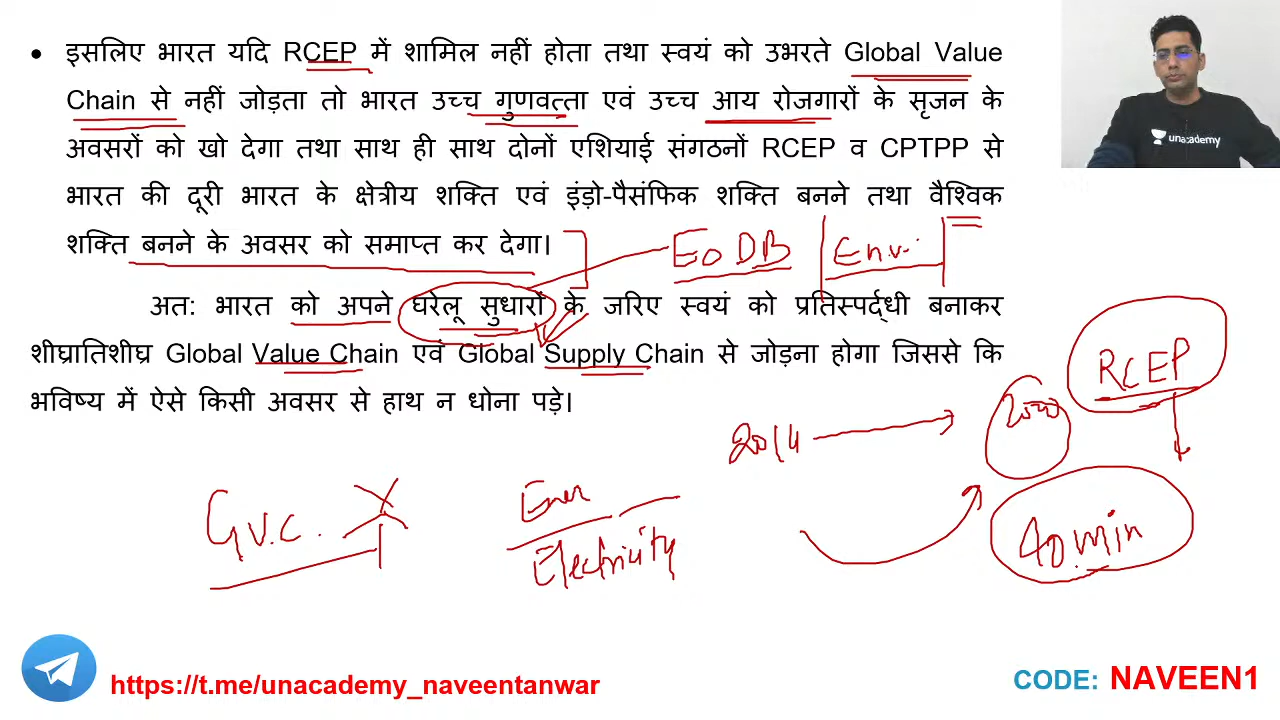 • इसलिए भारत यदि RCEP में शामिल नहीं होता तथा स्वयं को उभरते Global Value
Chain से नहीं जोड़ता तो भारत उच्च गुणवत्ता एवं उच्च आय रोजगारों के सृजन के
अवसरों को खो देगा तथा साथ ही साथ दोनों एशियाई संगठनों RCEP व CPTPP से
भारत की दूरी भारत के क्षेत्रीय शक्ति एवं इंड़ो-पैसंफिक शक्ति बनने तथा वैश्विक
शक्ति बनने के अवसर को समाप्त कर देगा।
EoDB Env.
अत: भारत को अपने घरेलू सुधारों के जरिए स्वयं को प्रतिस्पर्द्धी बनाकर
शीघ्रातिशीघ्र Global Value Chain एवं Global Supply Chain से जोड़ना होगा जिससे कि
भविष्य में ऐसे किसी अवसर से हाथ न धोना पड़े।
RCEP
2014
G.V.C.
Electricity
40 min
unacademy
https://t.me/unacademy_naveentanwar
CODE: NAVEEN1